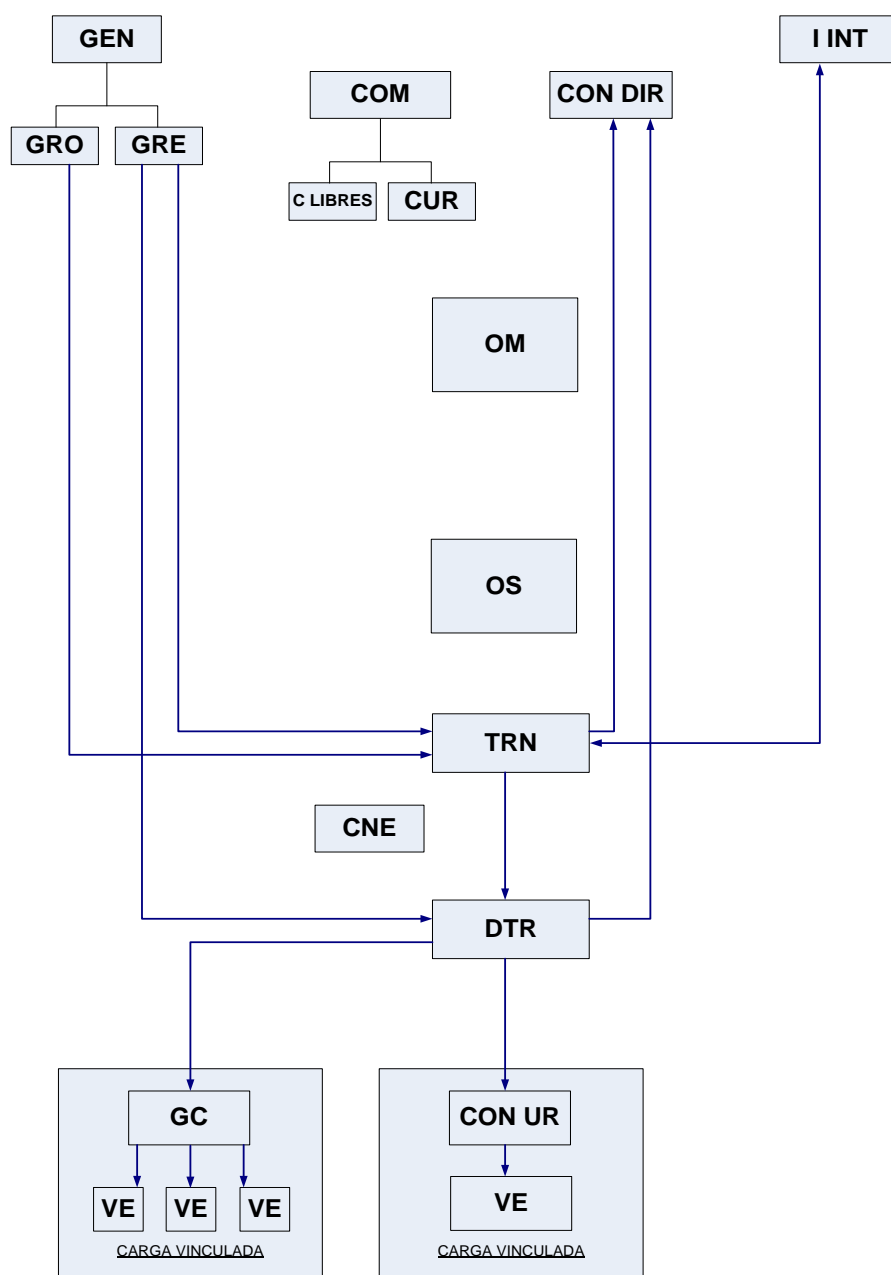 GEN
I INT
COM
CON DIR
GRO
GRE
C LIBRES
CUR
OM
OS
TRN
CNE
DTR
GC
CON UR
VE
VE
VE
VE
CARGA VINCULADA
CARGA VINCULADA